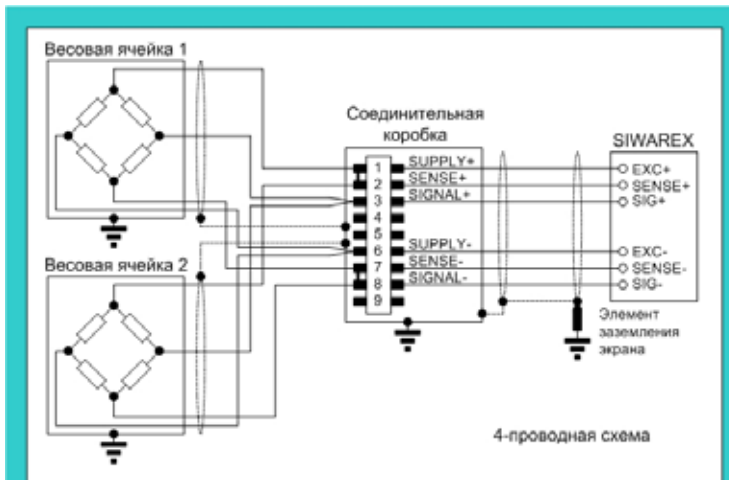 Весовая ячейка 1
Соединительная
коробка
SIWAREX
1
SUPPLY+
EXC+
2
SENSE+
SENSE+
3
SIGNAL+
SIG+
4
5
6
SUPPLY-
EXC-
7
SENSE-
SENSE-
8
SIGNAL-
SIG-
9
Весовая ячейка 2
Элемент
заземления
экрана
4-проводная схема